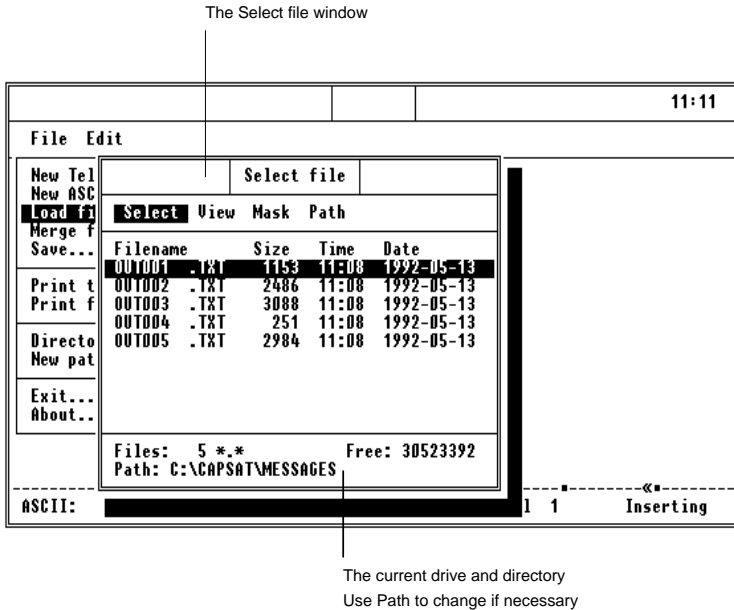 The Select file window
11:11
File Edit
New Tel
New ASC
Load fi
Merge f
Save...
Print t
Print f
Directo
New pat
Exit...
About..
Select file
Select View Mask Path
Filename Size Time Date
OUT001 .TXT 1153 11:08 1992-05-13
OUT002 .TXT 2486 11:08 1992-05-13
OUT003 .TXT 3088 11:08 1992-05-13
OUT004 .TXT 251 11:08 1992-05-13
OUT005 .TXT 2984 11:08 1992-05-13
Files: 5 *.* Free: 30523392
Path: C:\CAPSAT\MESSAGES
ASCII: l 1 Inserting
The current drive and directory
Use Path to change if necessary